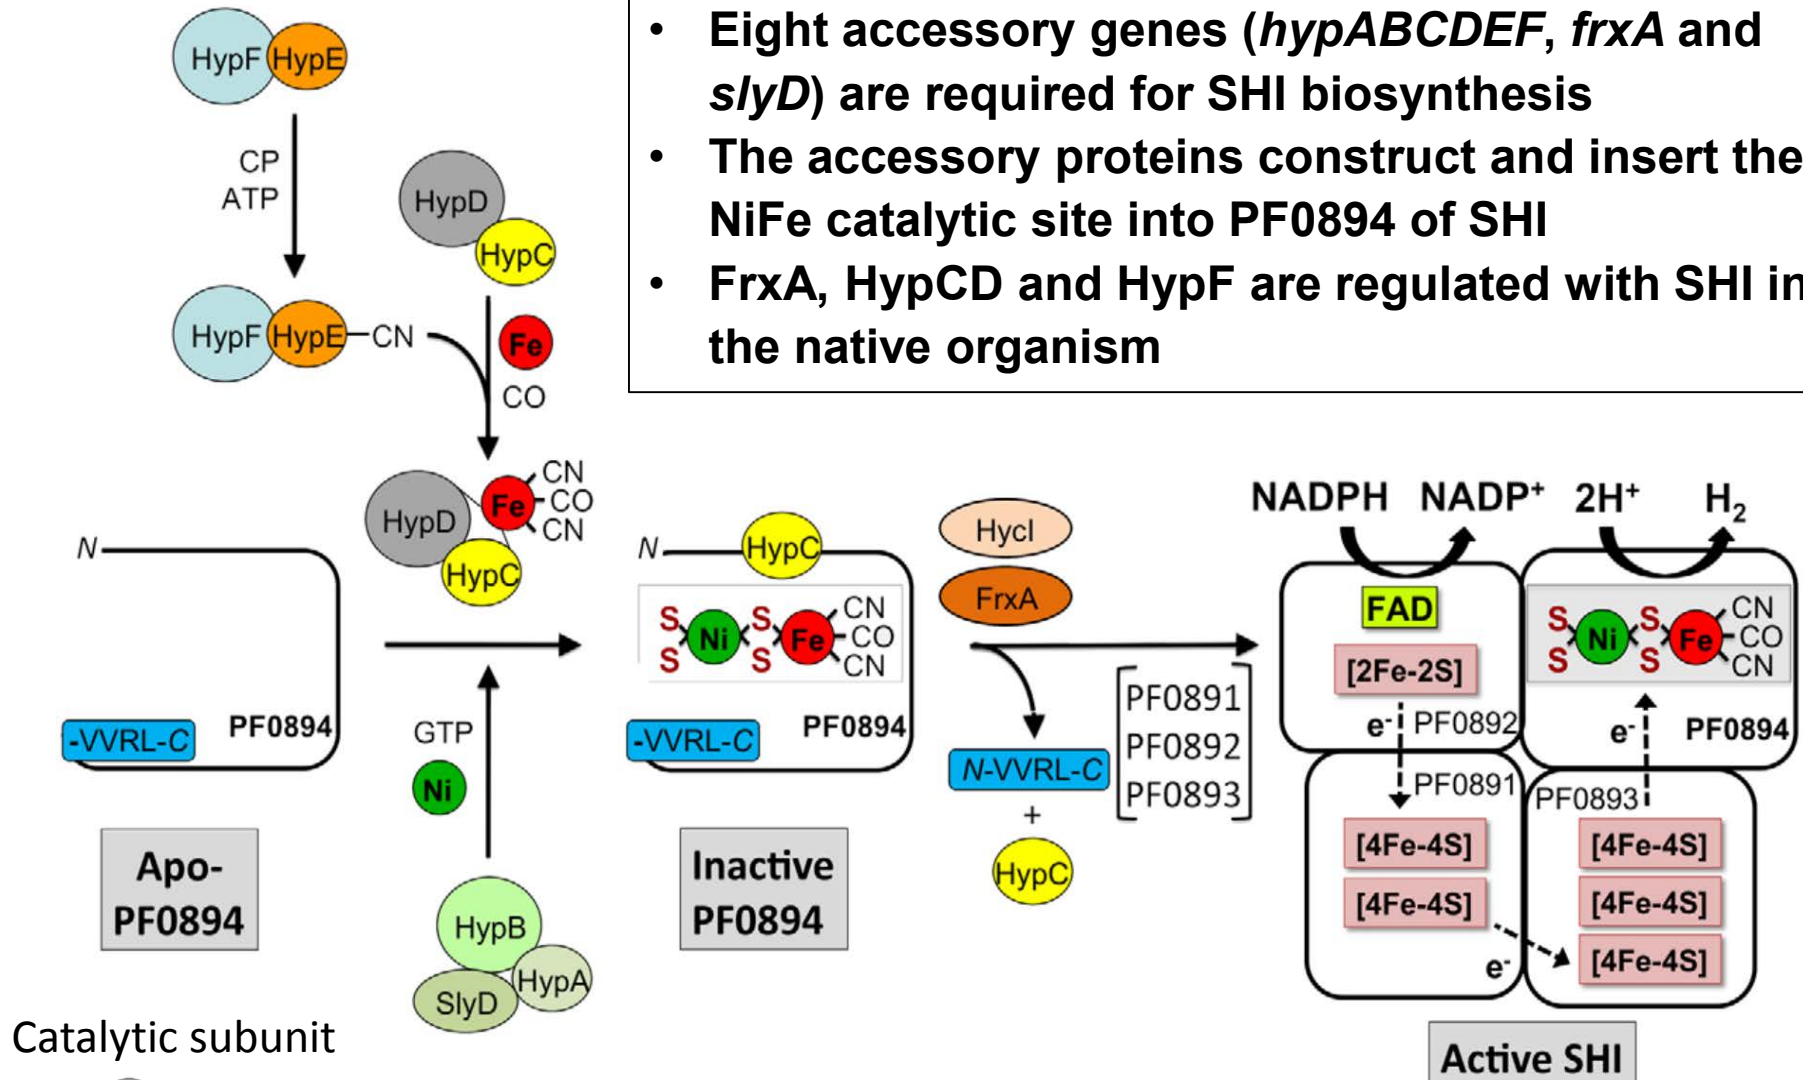 • Eight accessory genes (hypABCDEF, frxA and
slyD) are required for SHI biosynthesis
• The accessory proteins construct and insert the
NiFe catalytic site into PF0894 of SHI
• FrxA, HypCD and HypF are regulated with SHI in
the native organism
HypF HypE
CP
ATP
HypD
HypC
HypF HypE CN
Fe
CO
HypD
HypC
Fe
CN
CO
CN
N
-VVRL-C
PF0894
Apo-
PF0894
GTP
Ni
HypB
HypA
SlyD
N
HypC
S S
Ni Fe
S S
CN
CO
CN
-VVRL-C
PF0894
Inactive
PF0894
HycI
FrxA
N-VVRL-C
+
HypC
PF0891
PF0892
PF0893
NADPH NADP+ 2H+ H2
FAD
[2Fe-2S]
e- PF0892
S S
Ni Fe
S S
CN
CO
CN
e- PF0894
PF0891
[4Fe-4S]
[4Fe-4S]
e-
PF0893
[4Fe-4S]
[4Fe-4S]
[4Fe-4S]
Active SHI
Catalytic subunit